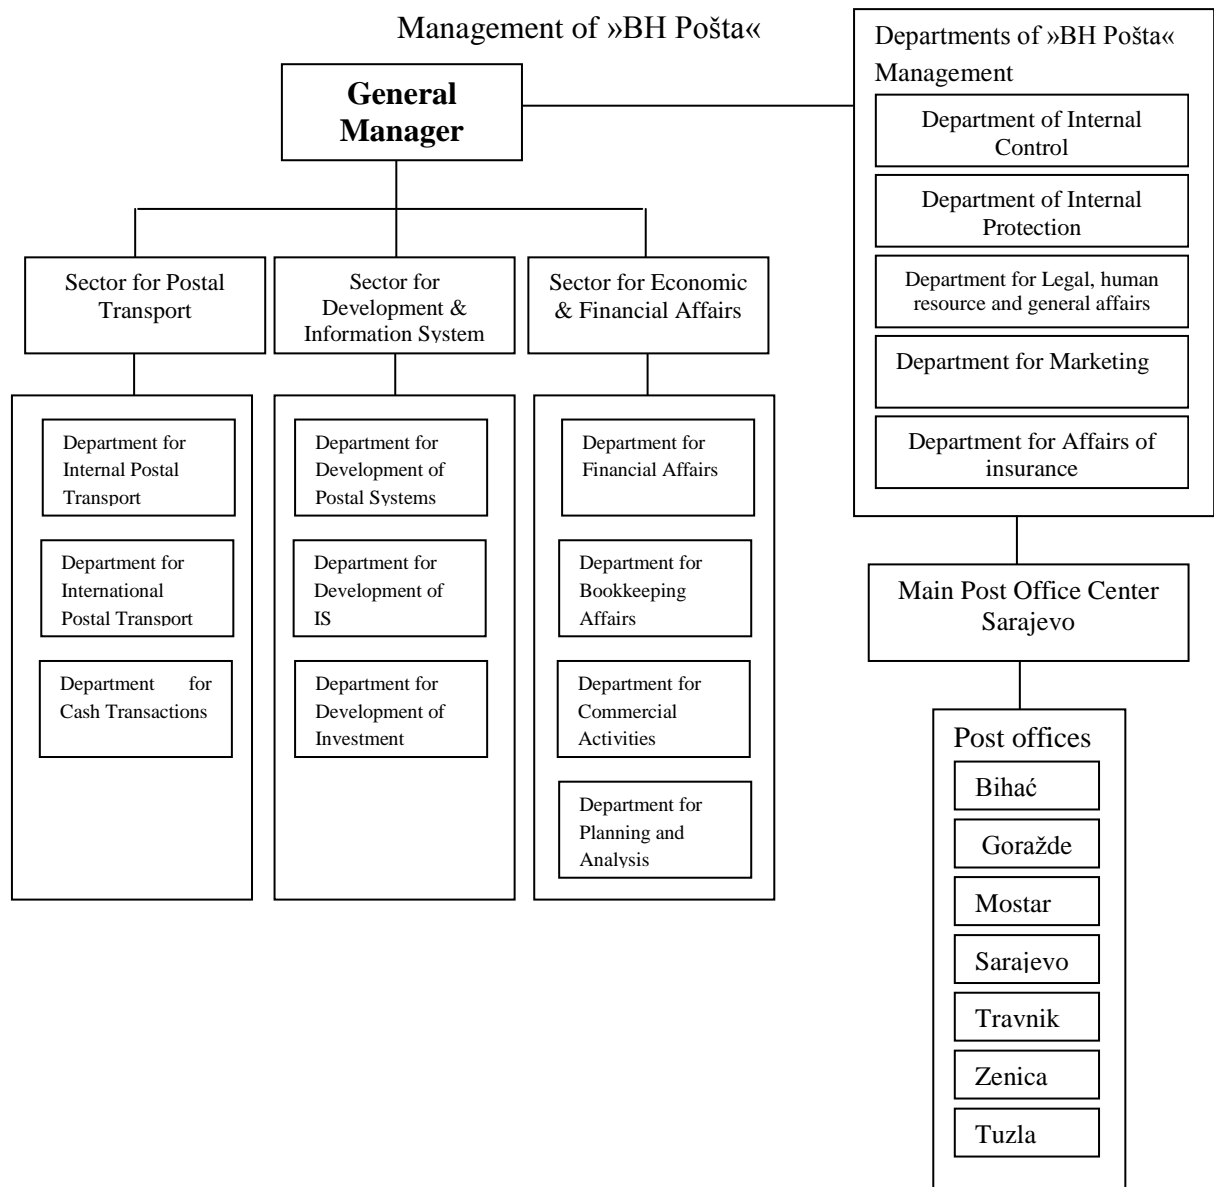 Management of »BH Pošta«
General
Manager
Sector for Postal
Transport
Department for
Internal Postal
Transport
Department for
International
Postal Transport
Department for
Cash Transactions
Sector for
Development &
Information System
Department for
Development of
Postal Systems
Department for
Development of
IS
Department for
Development of
Investment
Sector for Economic
& Financial Affairs
Department for
Financial Affairs
Department for
Bookkeeping
Affairs
Department for
Commercial
Activities
Department for
Planning and
Analysis
Departments of »BH Pošta«
Management
Department of Internal
Control
Department of Internal
Protection
Department for Legal, human
resource and general affairs
Department for Marketing
Department for Affairs of
insurance
Main Post Office Center
Sarajevo
Post offices
Bihać
Goražde
Mostar
Sarajevo
Travnik
Zenica
Tuzla